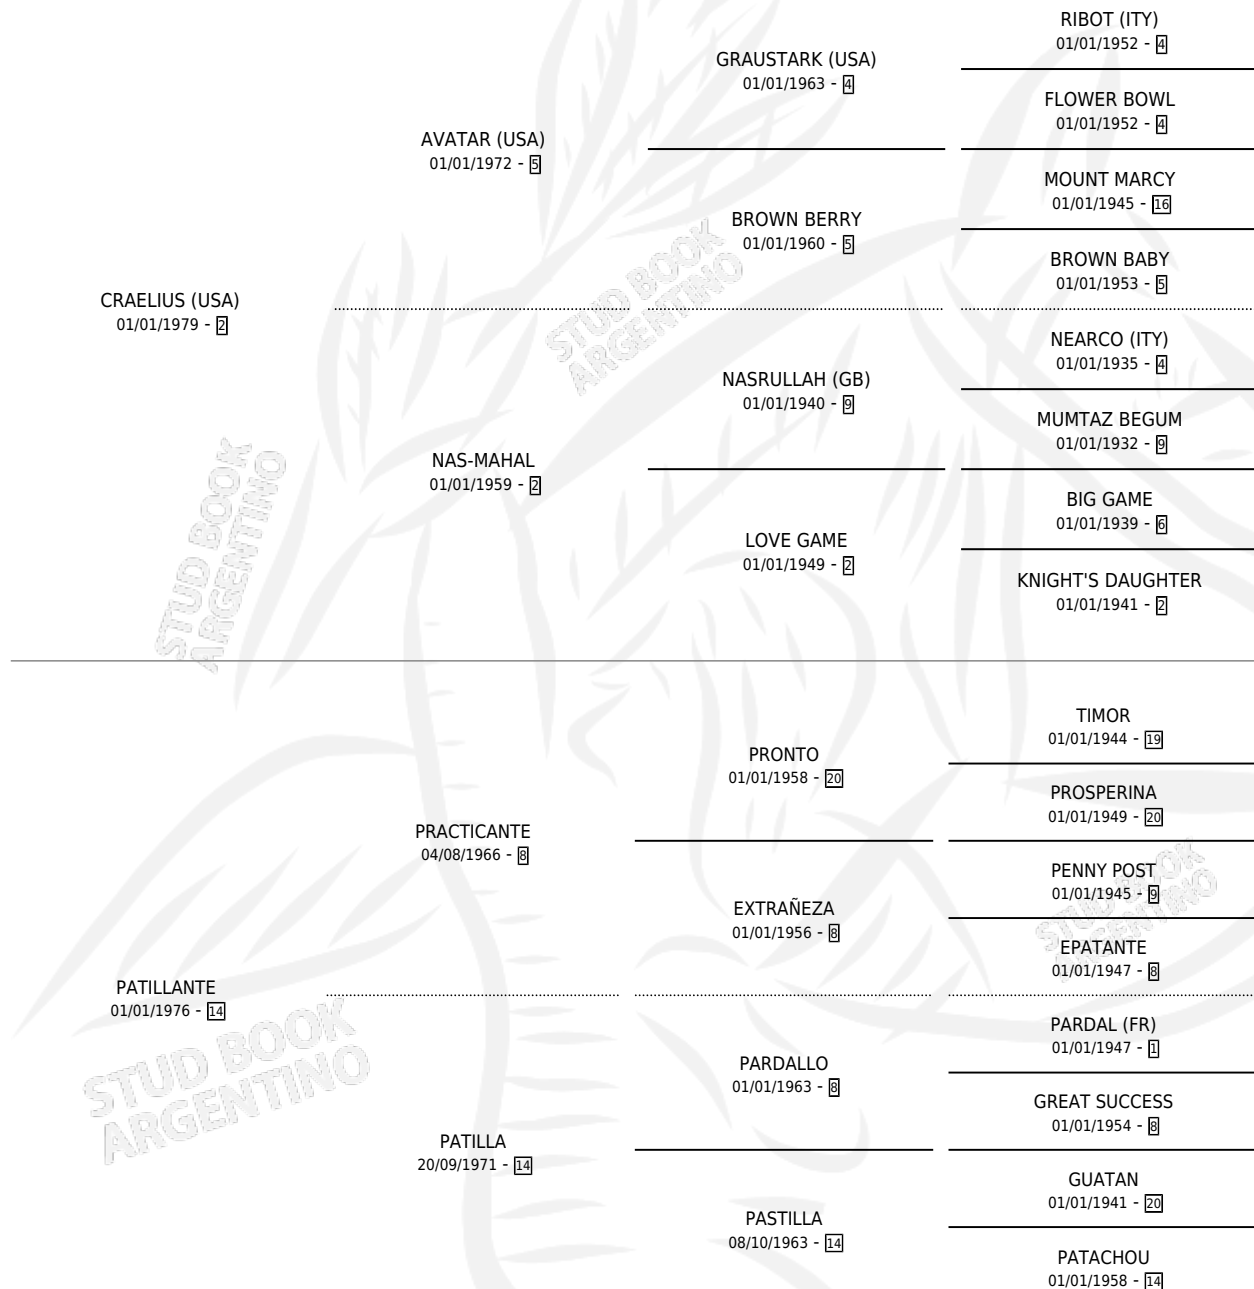 RIBOT (ITY)
01/01/1952 - 4
GRAUSTARK (USA)
01/01/1963 - 4
FLOWER BOWL
01/01/1952 - 4
AVATAR (USA)
01/01/1972 - 5
MOUNT MARCY
01/01/1945 - 16
BROWN BERRY
01/01/1960 - 5
BROWN BABY
01/01/1953 - 5
CRAELIUS (USA)
01/01/1979 - 2
NEARCO (ITY)
01/01/1935 - 4
NASRULLAH (GB)
01/01/1940 - 9
MUMTAZ BEGUM
01/01/1932 - 9
NAS-MAHAL
01/01/1959 - 2
BIG GAME
01/01/1939 - 6
LOVE GAME
01/01/1949 - 2
KNIGHT'S DAUGHTER
01/01/1941 - 2
TIMOR
01/01/1944 - 19
PRONTO
01/01/1958 - 20
PROSPERINA
01/01/1949 - 20
PRACTICANTE
04/08/1966 - 8
PENNY POST
01/01/1945 - 9
EXTRAÑEZA
01/01/1956 - 8
EPATANTE
01/01/1947 - 8
PATILLANTE
01/01/1976 - 14
PARDAL (FR)
01/01/1947 - 1
PARDALLO
01/01/1963 - 8
GREAT SUCCESS
01/01/1954 - 8
PATILLA
20/09/1971 - 14
GUATAN
01/01/1941 - 20
PASTILLA
08/10/1963 - 14
PATACHOU
01/01/1958 - 14
STUD BOOK
ARGENTINO
STUD BOOK
ARGENTINO
STUD BOOK
ARGENTINO
STUD BOOK
ARGENTINO